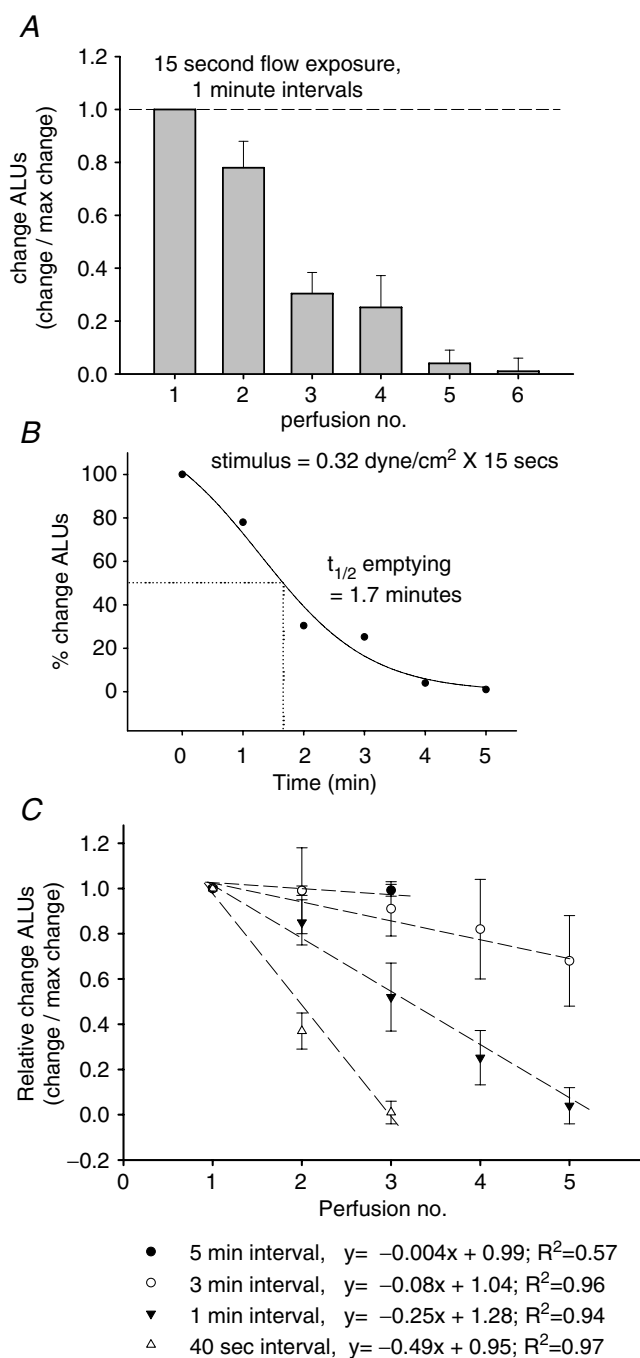 A
15 second flow exposure,
1 minute intervals
change ALUs
(change / max change)
1.2
1.0
0.8
0.6
0.4
0.2
0.0
1 2 3 4 5 6
perfusion no.
B
stimulus = 0.32 dyne/cm² X 15 secs
t1/2 emptying
= 1.7 minutes
% change ALUs
100
80
60
40
20
0
0 1 2 3 4 5
Time (min)
C
Relative change ALUs
(change / max change)
1.2
1.0
0.8
0.6
0.4
0.2
0.0
−0.2
0 1 2 3 4 5
Perfusion no.
5 min interval, y= −0.004x + 0.99; R²=0.57
3 min interval, y= −0.08x + 1.04; R²=0.96
1 min interval, y= −0.25x + 1.28; R²=0.94
40 sec interval, y= −0.49x + 0.95; R²=0.97